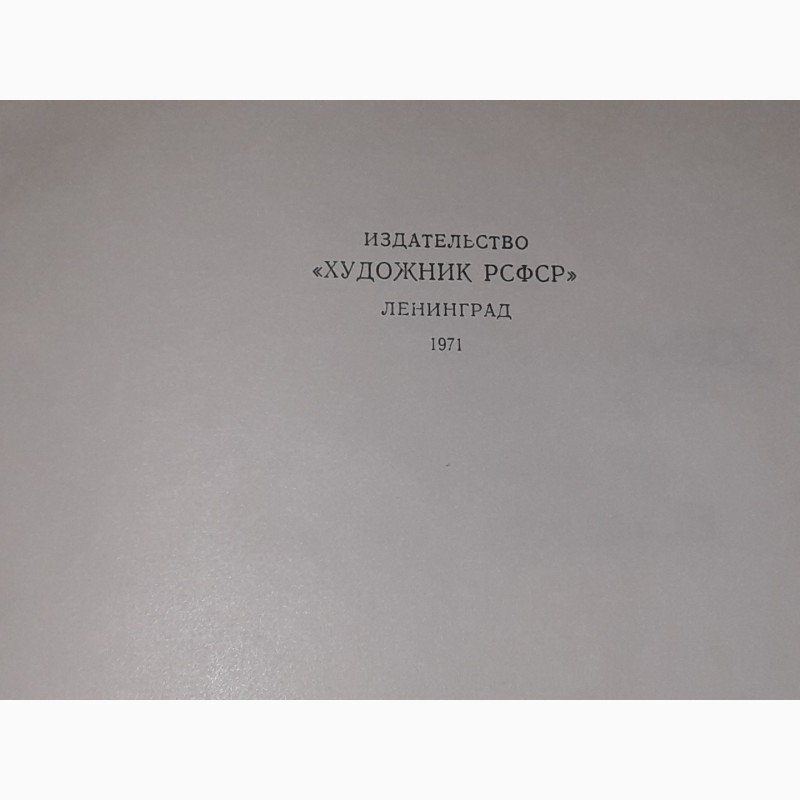 ИЗДАТЕЛЬСТВО
«ХУДОЖНИК РСФСР»
ЛЕНИНГРАД
1971